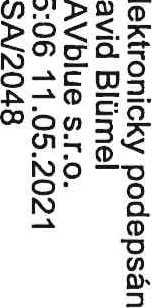 lektronicky podepsán
avid Blümel
AVblue s.r.o.
5:06 11.05.2021
SA/2048